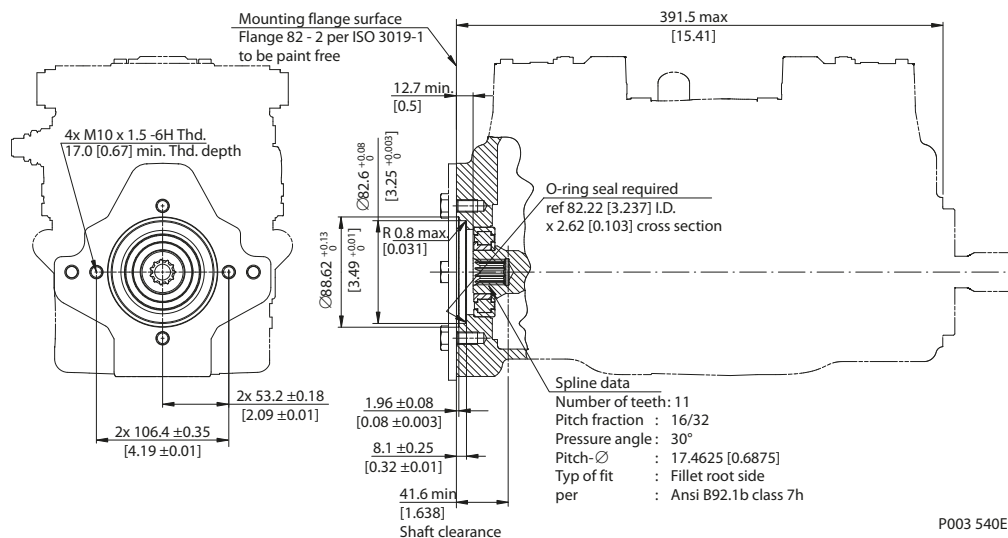 Mounting flange surface
Flange 82 - 2 per ISO 3019-1
to be paint free
391.5 max
[15.41]
12.7 min.
[0.5]
4x M10 x 1.5 -6H Thd.
17.0 [0.67] min. Thd. depth
∅82.6 +0.08 0
[3.25 +0.003 0]
O-ring seal required
ref 82.22 [3.237] I.D.
x 2.62 [0.103] cross section
R 0.8 max.
[0.031]
∅88.62 +0.13 0
[3.49 +0.01 0]
2x 53.2 ±0.18
[2.09 ±0.01]
2x 106.4 ±0.35
[4.19 ±0.01]
1.96 ±0.08
[0.08 ±0.003]
8.1 ±0.25
[0.32 ±0.01]
41.6 min
[1.638]
Shaft clearance
Spline data
Number of teeth: 11
Pitch fraction : 16/32
Pressure angle : 30°
Pitch-∅ : 17.4625 [0.6875]
Typ of fit : Fillet root side
per : Ansi B92.1b class 7h
P003 540E